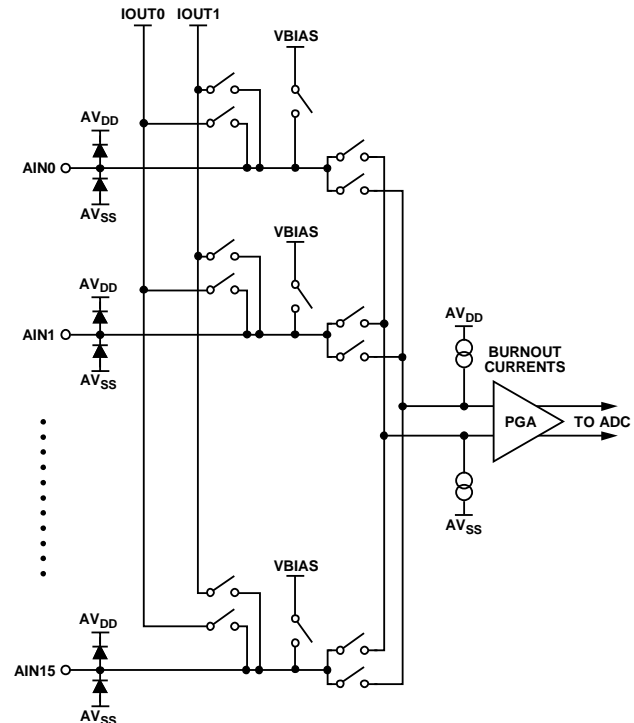 IOUT0 IOUT1
VBIAS
AVDD
AIN0
AVSS
VBIAS
AVDD
AIN1
AVSS
AVDD
BURNOUT
CURRENTS
PGA
TO ADC
AVSS
VBIAS
AVDD
AIN15
AVSS